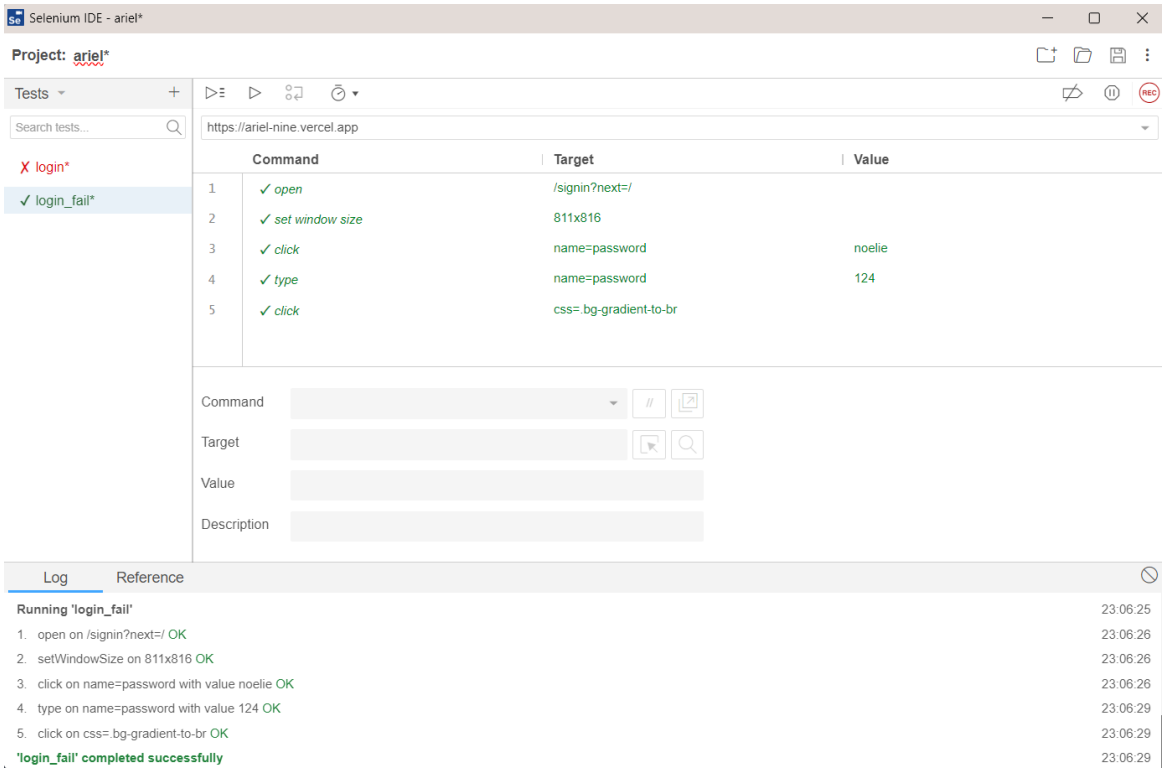 Selenium IDE - ariel*
Project: ariel*
Tests
Search tests...
https://ariel-nine.vercel.app
REC
X login*
✓ login_fail*
Command Target Value
1 ✓ open /signin?next=/
2 ✓ set window size 811x816
3 ✓ click name=password noelie
4 ✓ type name=password 124
5 ✓ click css=.bg-gradient-to-br
Command //
Target
Value
Description
Log Reference
Running 'login_fail' 23:06:25
1. open on /signin?next=/ OK 23:06:26
2. setWindowSize on 811x816 OK 23:06:26
3. click on name=password with value noelie OK 23:06:26
4. type on name=password with value 124 OK 23:06:29
5. click on css=.bg-gradient-to-br OK 23:06:29
'login_fail' completed successfully 23:06:29